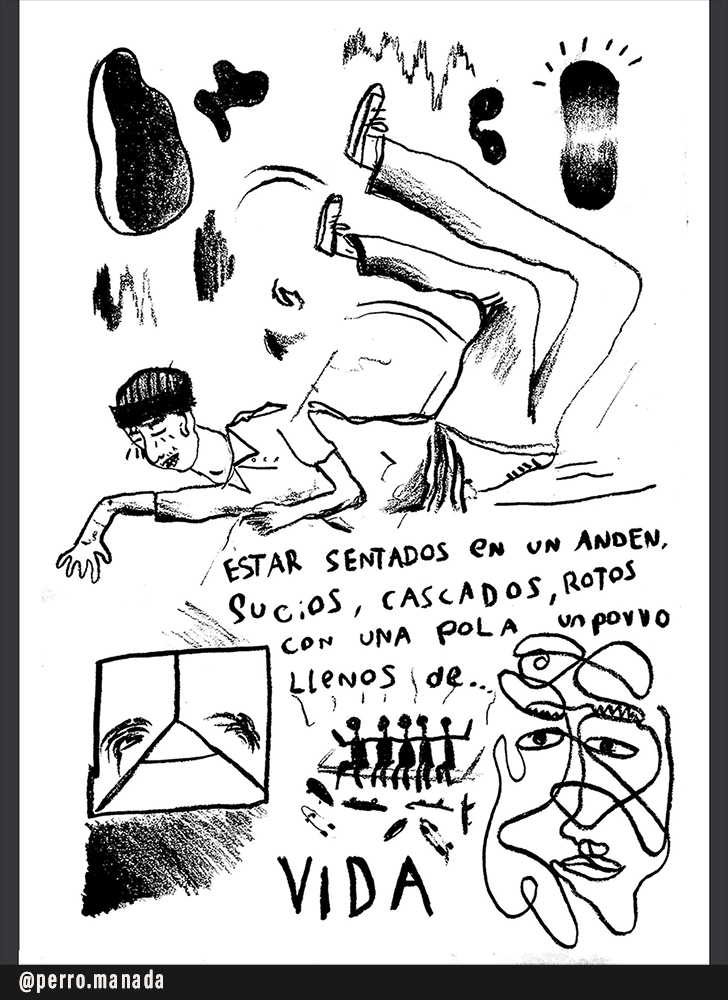 ESTAR SENTADOS en UN ANDEN,
SUCiOS, CASCADOS, ROTOS
CON UNA POLA un porro
LLENOS de...
VIDA
@perro.manada